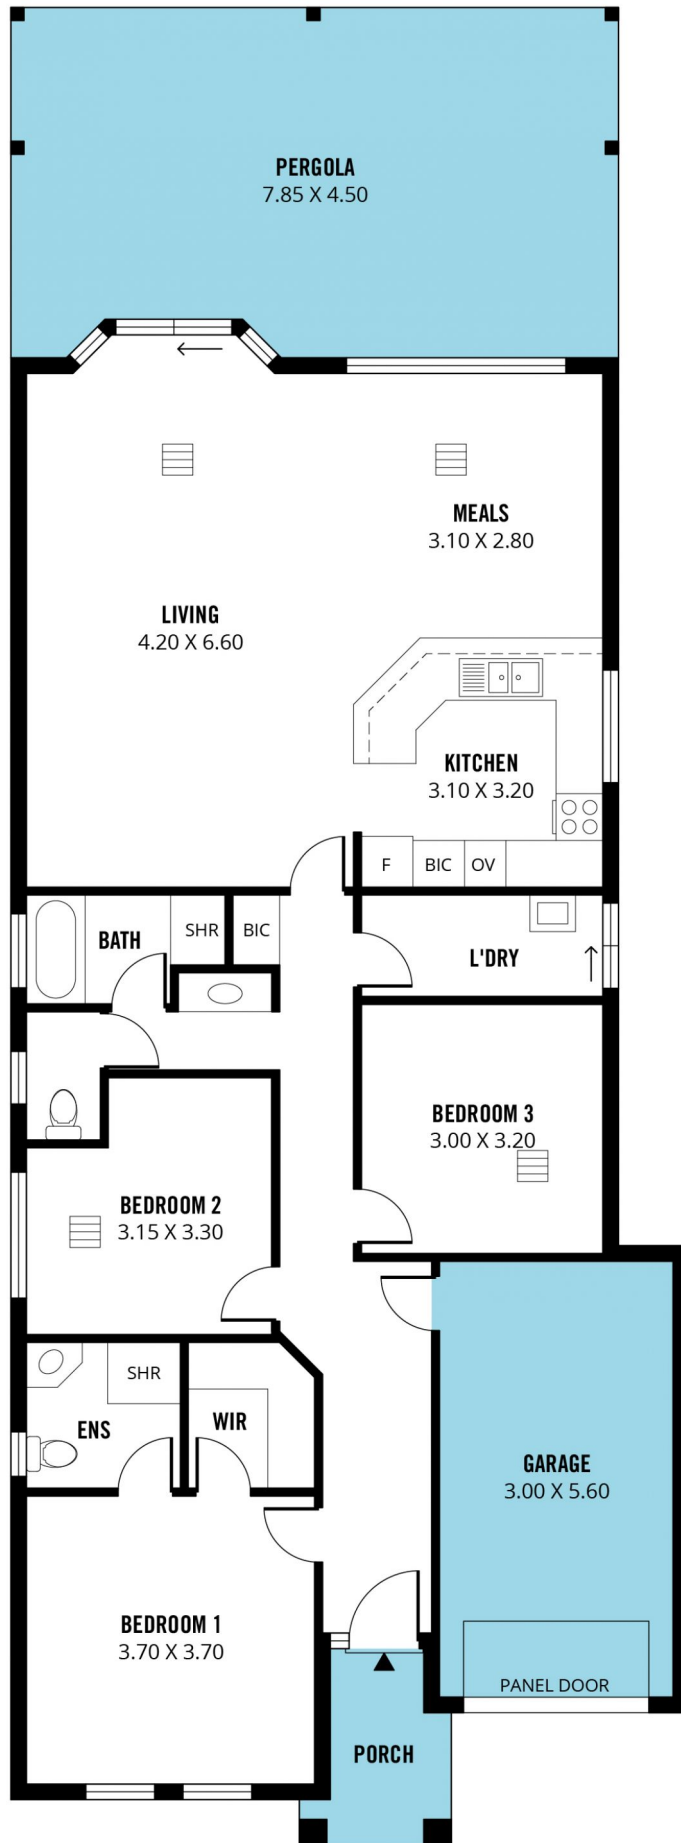 PERGOLA
7.85 X 4.50
MEALS
3.10 X 2.80
LIVING
4.20 X 6.60
KITCHEN
3.10 X 3.20
F
BIC
OV
BATH
SHR
BIC
L'DRY
BEDROOM 3
3.00 X 3.20
BEDROOM 2
3.15 X 3.30
SHR
ENS
WIR
GARAGE
3.00 X 5.60
BEDROOM 1
3.70 X 3.70
PANEL DOOR
PORCH